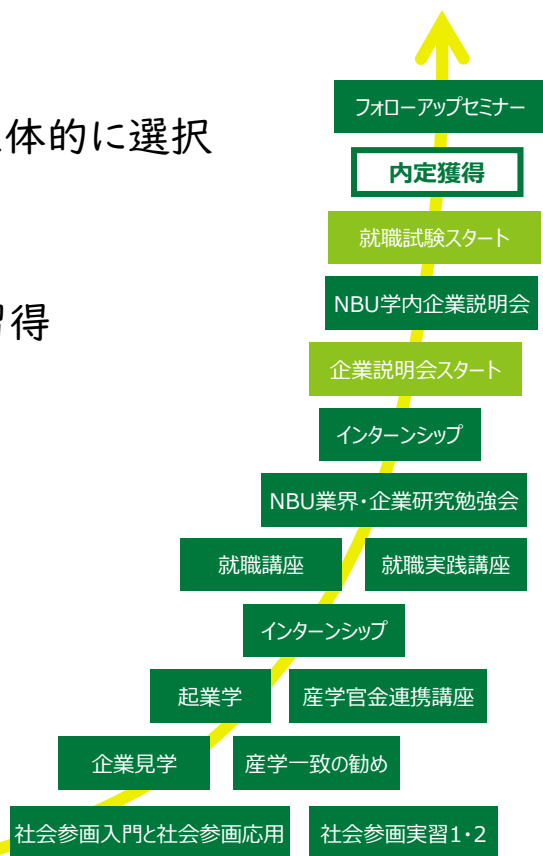 フォローアップセミナー
体的に選択
内定獲得
就職試験スタート
NBU学内企業説明会
習得
企業説明会スタート
インターンシップ
NBU業界・企業研究勉強会
就職講座 就職実践講座
インターンシップ
起業学 産学官金連携講座
企業見学 産学一致の勧め
社会参画入門と社会参画応用 社会参画実習1・2